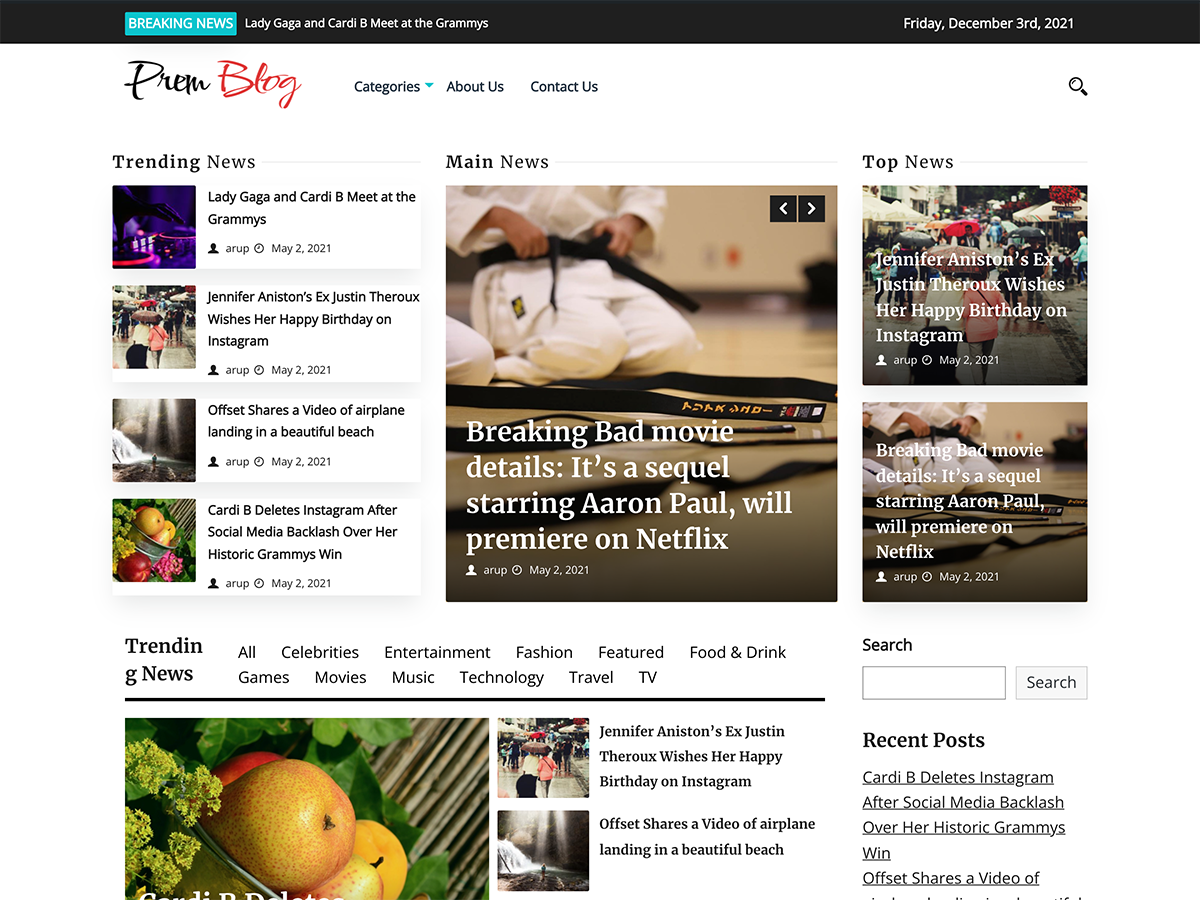 BREAKING NEWS Lady Gaga and Cardi B Meet at the Grammys
Friday, December 3rd, 2021
Prem Blog
Categories About Us Contact Us
Trending News
Lady Gaga and Cardi B Meet at the
Grammys
arup May 2, 2021
Jennifer Aniston’s Ex Justin Theroux
Wishes Her Happy Birthday on
Instagram
arup May 2, 2021
Offset Shares a Video of airplane
landing in a beautiful beach
arup May 2, 2021
Cardi B Deletes Instagram After
Social Media Backlash Over Her
Historic Grammys Win
arup May 2, 2021
Main News
Breaking Bad movie
details: It’s a sequel
starring Aaron Paul, will
premiere on Netflix
arup May 2, 2021
Top News
Jennifer Aniston’s Ex
Justin Theroux Wishes
Her Happy Birthday on
Instagram
arup May 2, 2021
Breaking Bad movie
details: It’s a sequel
starring Aaron Paul,
will premiere on
Netflix
arup May 2, 2021
Trendin
g News
All Celebrities Entertainment Fashion Featured Food & Drink
Games Movies Music Technology Travel TV
Cardi B Deletes
Jennifer Aniston’s Ex Justin
Theroux Wishes Her Happy
Birthday on Instagram
Offset Shares a Video of airplane
landing in a beautiful beach
Search
Search
Recent Posts
Cardi B Deletes Instagram
After Social Media Backlash
Over Her Historic Grammys
Win
Offset Shares a Video of